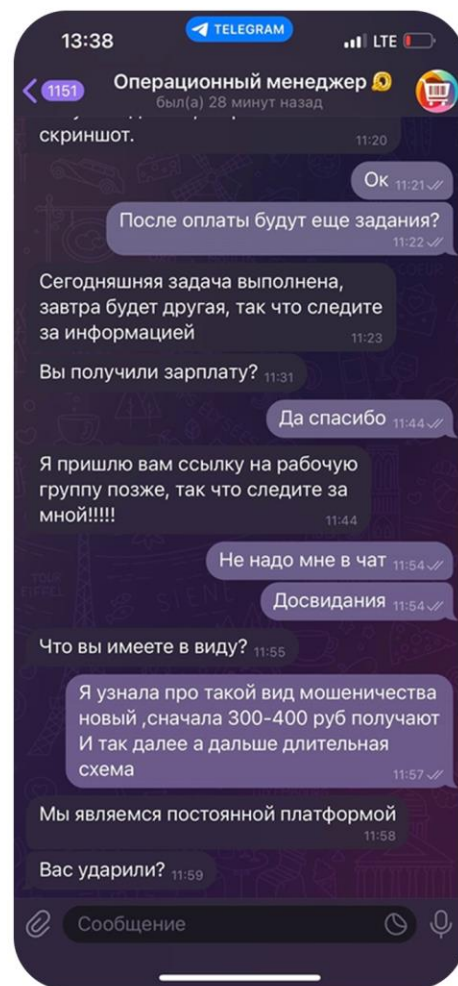 13:38
TELEGRAM
LTE
1151
Операционный менеджер
был(а) 28 минут назад
скриншот.
11:20
Ок 11:21
После оплаты будут еще задания?
11:22
Сегодняшняя задача выполнена,
завтра будет другая, так что следите
за информацией
11:23
Вы получили зарплату? 11:31
Да спасибо 11:44
Я пришлю вам ссылку на рабочую
группу позже, так что следите за
мной!!!!!
11:44
Не надо мне в чат 11:54
Досвидания 11:54
TOUR
EIFFEL
SIENE
Что вы имеете в виду? 11:55
Я узнала про такой вид мошеничества
новый ,сначала 300-400 руб получают
И так далее а дальше длительная
схема
11:57
Мы являемся постоянной платформой
11:58
Вас ударили? 11:59
Сообщение